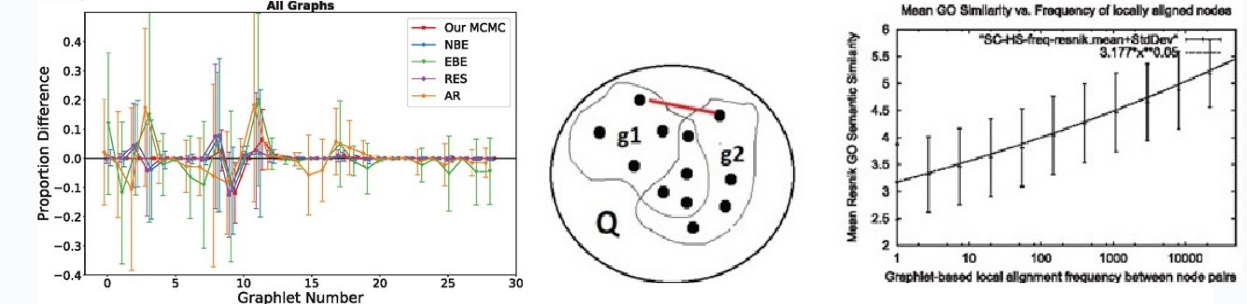 All Graphs
Proportion Difference
0.4
0.3
0.2
0.1
0.0
−0.1
−0.2
−0.3
−0.4
Our MCMC
NBE
EBE
RES
AR
0 5 10 15 20 25 30
Graphlet Number
g1
g2
Q
Mean GO Similarity vs. Frequency of locally aligned nodes
Mean Resnik GO Semantic Similarity
6
5.5
5
4.5
4
3.5
3
2.5
2
"SC-HS-freq-resnik.mean+StdDev"
3.177*x**0.05
1 10 100 1000 10000
Graphlet-based local alignment frequency between node pairs